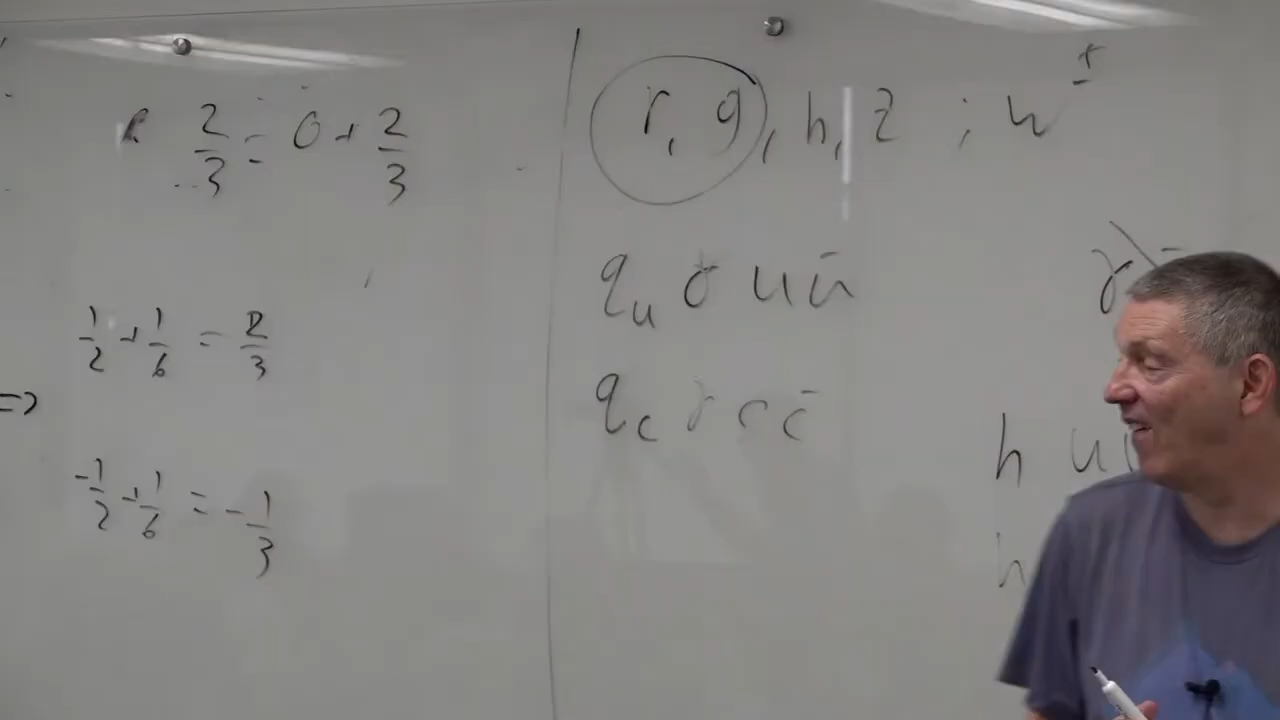 2/3 = 0 + 2/3
1/2 + 1/6 = 2/3
=>
-1/2 + 1/6 = -1/3
γ, g, h, Z ; W ±
q_u γ u ū
q_c γ c c̄
γ
h u
h